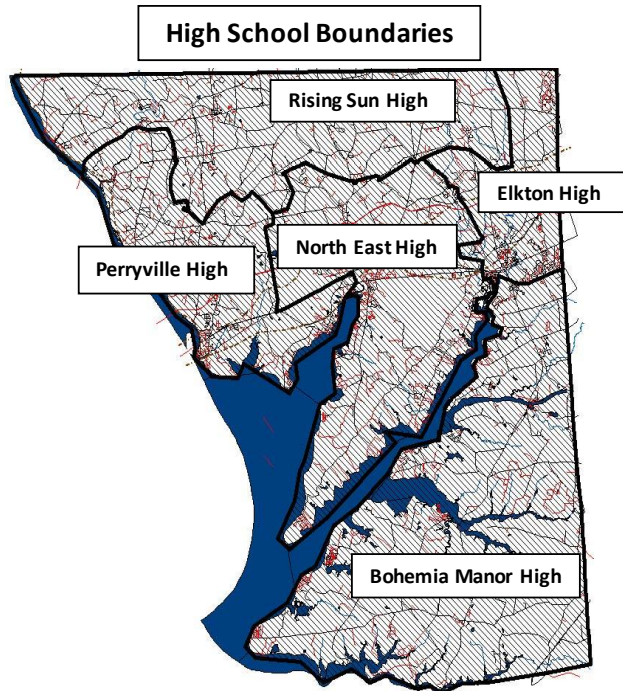 High School Boundaries
Rising Sun High
Elkton High
North East High
Perryville High
Bohemia Manor High